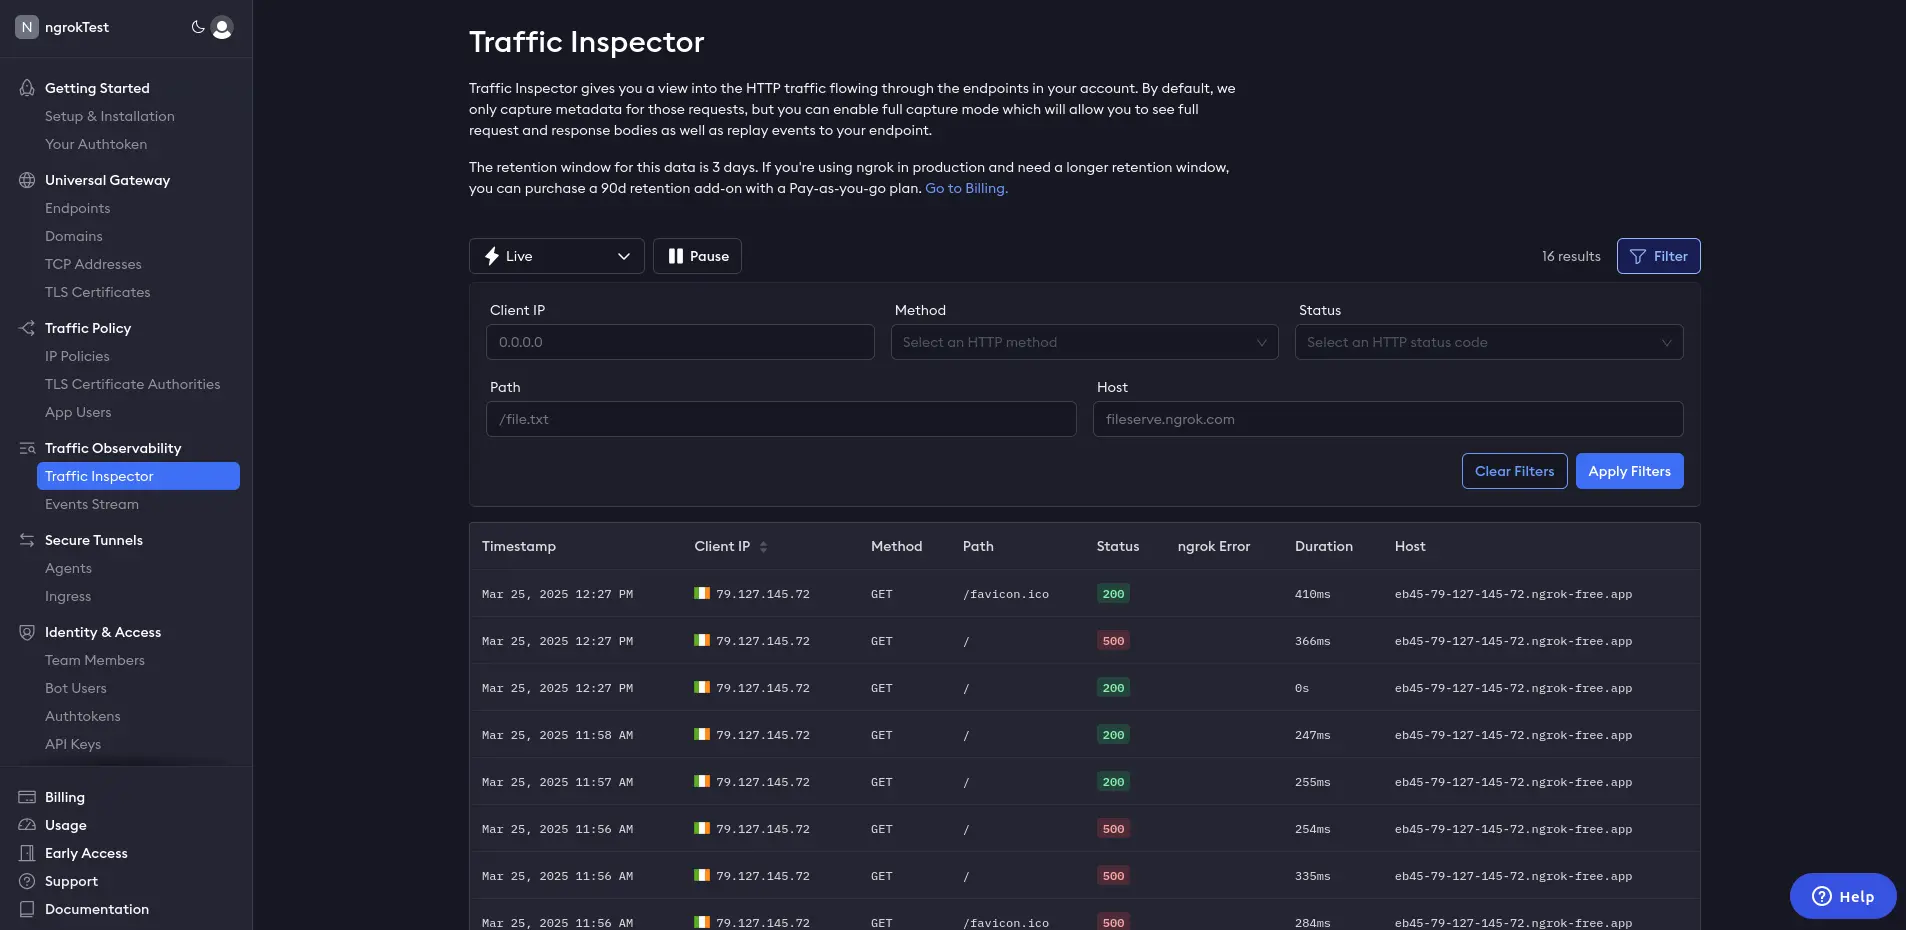 N ngrokTest
Getting Started
Setup & Installation
Your Authtoken
Universal Gateway
Endpoints
Domains
TCP Addresses
TLS Certificates
Traffic Policy
IP Policies
TLS Certificate Authorities
App Users
Traffic Observability
Traffic Inspector
Events Stream
Secure Tunnels
Agents
Ingress
Identity & Access
Team Members
Bot Users
Authtokens
API Keys
Billing
Usage
Early Access
Support
Documentation
Traffic Inspector
Traffic Inspector gives you a view into the HTTP traffic flowing through the endpoints in your account. By default, we
only capture metadata for those requests, but you can enable full capture mode which will allow you to see full
request and response bodies as well as replay events to your endpoint.
The retention window for this data is 3 days. If you're using ngrok in production and need a longer retention window,
you can purchase a 90d retention add-on with a Pay-as-you-go plan. Go to Billing.
Live Pause 16 results Filter
Client IP Method Status
0.0.0.0 Select an HTTP method Select an HTTP status code
Path Host
/file.txt fileserve.ngrok.com
Clear Filters Apply Filters
Timestamp Client IP Method Path Status ngrok Error Duration Host
Mar 25, 2025 12:27 PM 79.127.145.72 GET /favicon.ico 200 410ms eb45-79-127-145-72.ngrok-free.app
Mar 25, 2025 12:27 PM 79.127.145.72 GET / 500 366ms eb45-79-127-145-72.ngrok-free.app
Mar 25, 2025 12:27 PM 79.127.145.72 GET / 200 0s eb45-79-127-145-72.ngrok-free.app
Mar 25, 2025 11:58 AM 79.127.145.72 GET / 200 247ms eb45-79-127-145-72.ngrok-free.app
Mar 25, 2025 11:57 AM 79.127.145.72 GET / 200 255ms eb45-79-127-145-72.ngrok-free.app
Mar 25, 2025 11:56 AM 79.127.145.72 GET / 500 254ms eb45-79-127-145-72.ngrok-free.app
Mar 25, 2025 11:56 AM 79.127.145.72 GET / 500 335ms eb45-79-127-145-72.ngrok-free.app
Mar 25, 2025 11:56 AM 79.127.145.72 GET /favicon.ico 500 284ms eb45-79-127-145-72.ngrok-free.app
Help